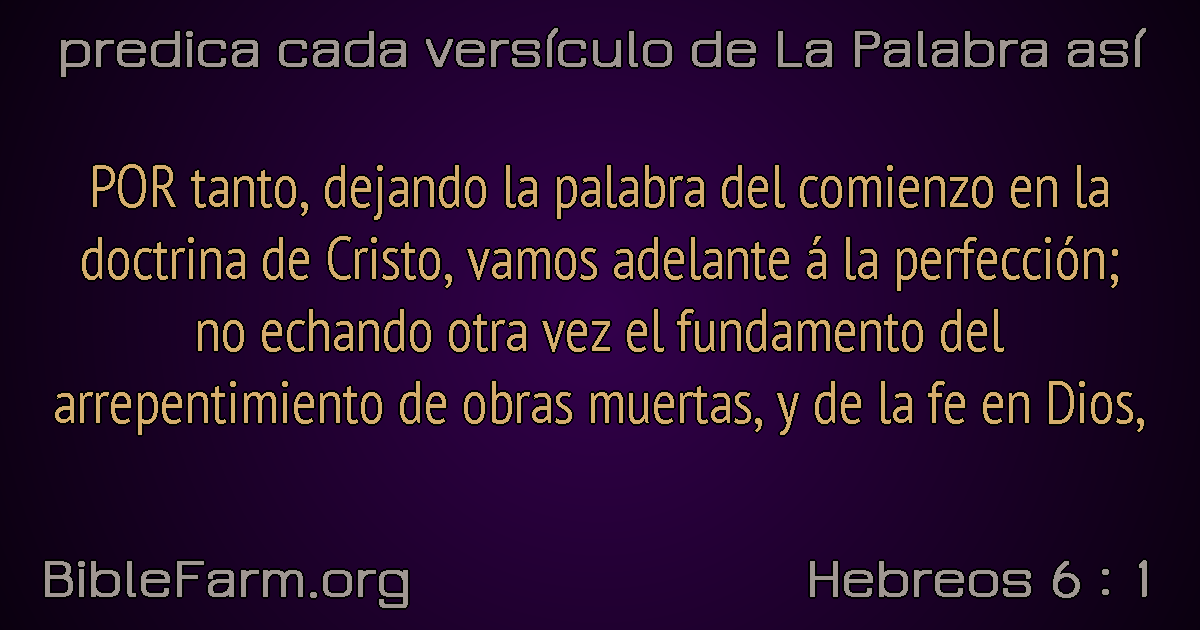 predica cada versículo de La Palabra así
POR tanto, dejando la palabra del comienzo en la
doctrina de Cristo, vamos adelante á la perfección;
no echando otra vez el fundamento del
arrepentimiento de obras muertas, y de la fe en Dios,
BibleFarm.org
Hebreos 6 : 1